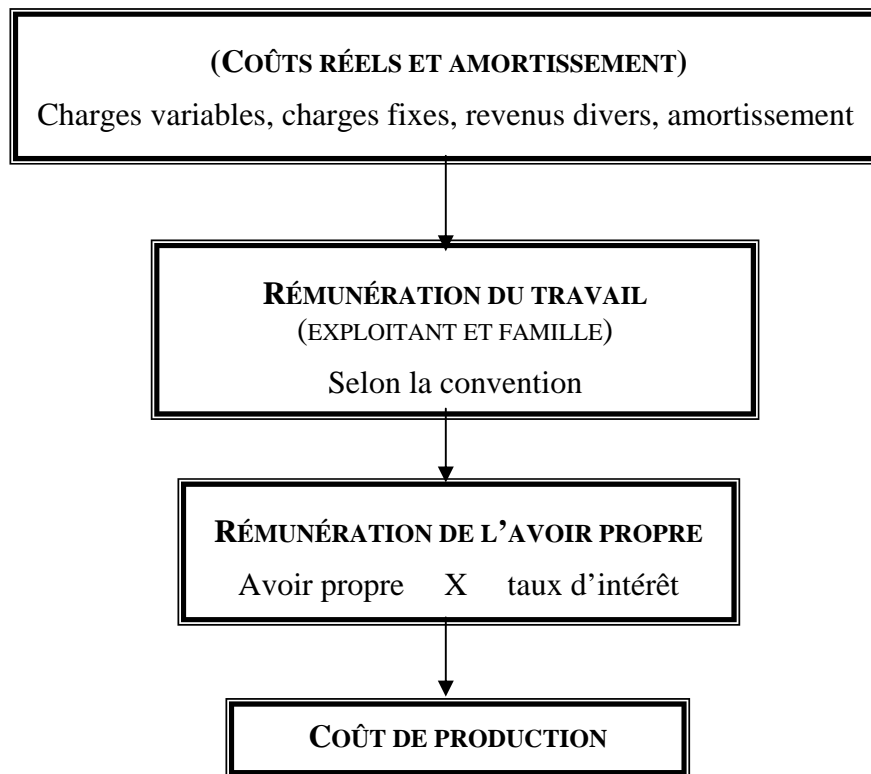 (COÛTS RÉELS ET AMORTISSEMENT)
Charges variables, charges fixes, revenus divers, amortissement
RÉMUNÉRATION DU TRAVAIL
(EXPLOITANT ET FAMILLE)
Selon la convention
RÉMUNÉRATION DE L’AVOIR PROPRE
Avoir propre X taux d’intérêt
COÛT DE PRODUCTION